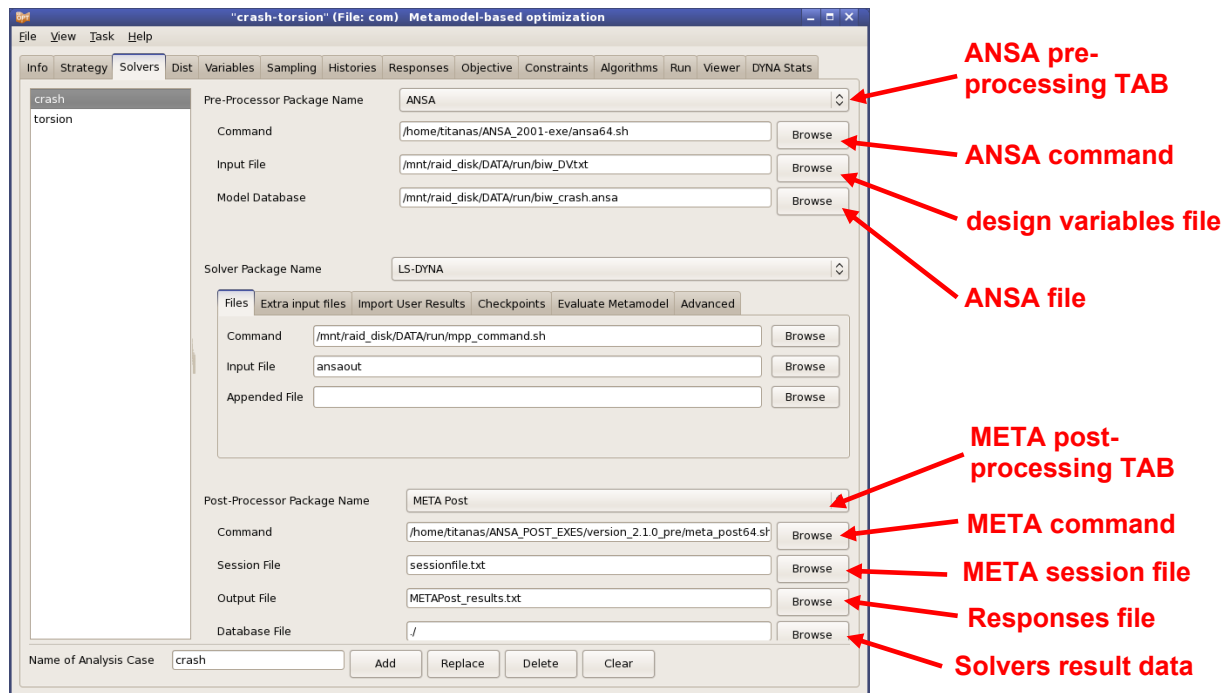 OPT
"crash-torsion" (File: com) Metamodel-based optimization
File View Task Help
Info Strategy Solvers Dist Variables Sampling Histories Responses Objective Constraints Algorithms Run Viewer DYNA Stats
crash
torsion
Pre-Processor Package Name ANSA
Command /home/titanas/ANSA_2001-exe/ansa64.sh Browse
Input File /mnt/raid_disk/DATA/run/biw_DV.txt Browse
Model Database /mnt/raid_disk/DATA/run/biw_crash.ansa Browse
Solver Package Name LS-DYNA
Files Extra input files Import User Results Checkpoints Evaluate Metamodel Advanced
Command /mnt/raid_disk/DATA/run/mpp_command.sh Browse
Input File ansaout Browse
Appended File Browse
Post-Processor Package Name META Post
Command /home/titanas/ANSA_POST_EXES/version_2.1.0_pre/meta_post64.sh Browse
Session File sessionfile.txt Browse
Output File METAPost_results.txt Browse
Database File ./ Browse
Name of Analysis Case crash Add Replace Delete Clear
ANSA pre-
processing TAB
ANSA command
design variables file
ANSA file
META post-
processing TAB
META command
META session file
Responses file
Solvers result data